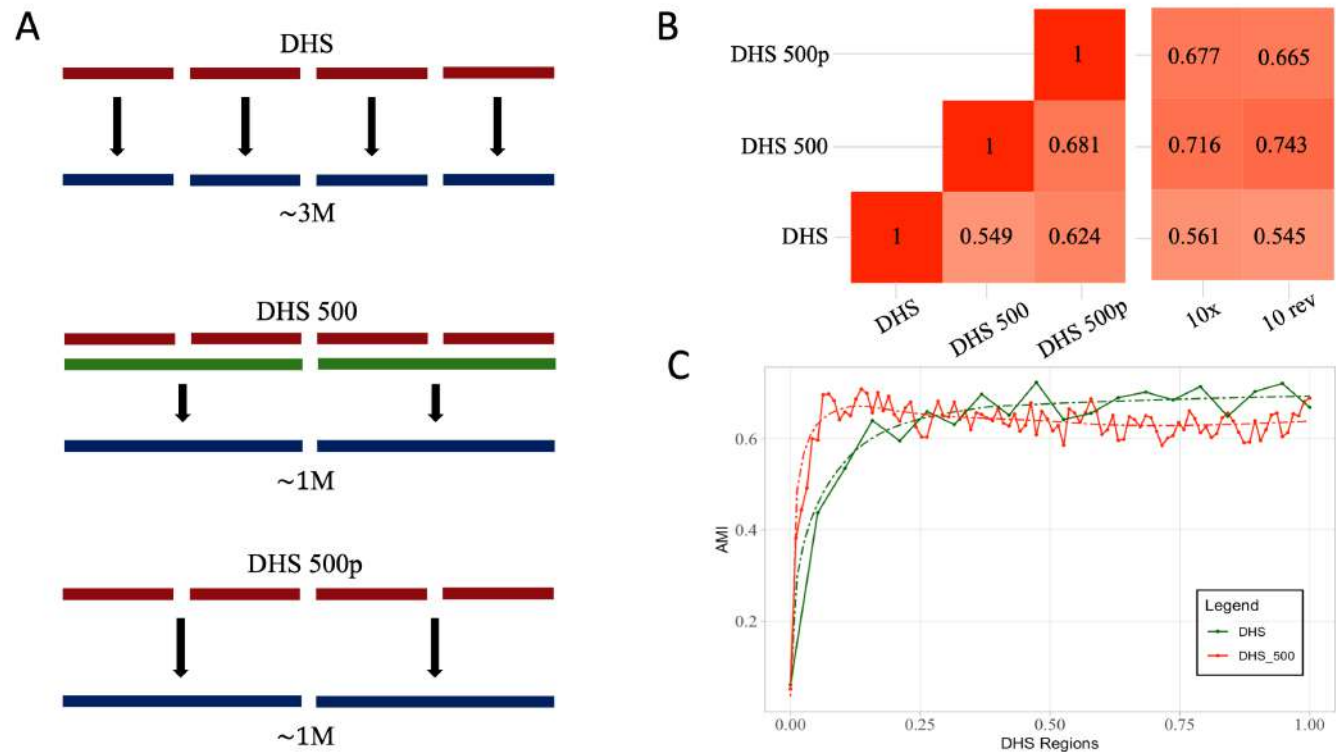 A
DHS
~3M
DHS 500
~1M
DHS 500p
~1M
B
DHS 500p
1
0.677
0.665
DHS 500
1
0.681
0.716
0.743
DHS
1
0.549
0.624
0.561
0.545
DHS
DHS 500
DHS 500p
10x
10 rev
C
AMI
0.6
0.4
0.2
Legend
DHS
DHS_500
0.00
0.25
0.50
0.75
1.00
DHS Regions